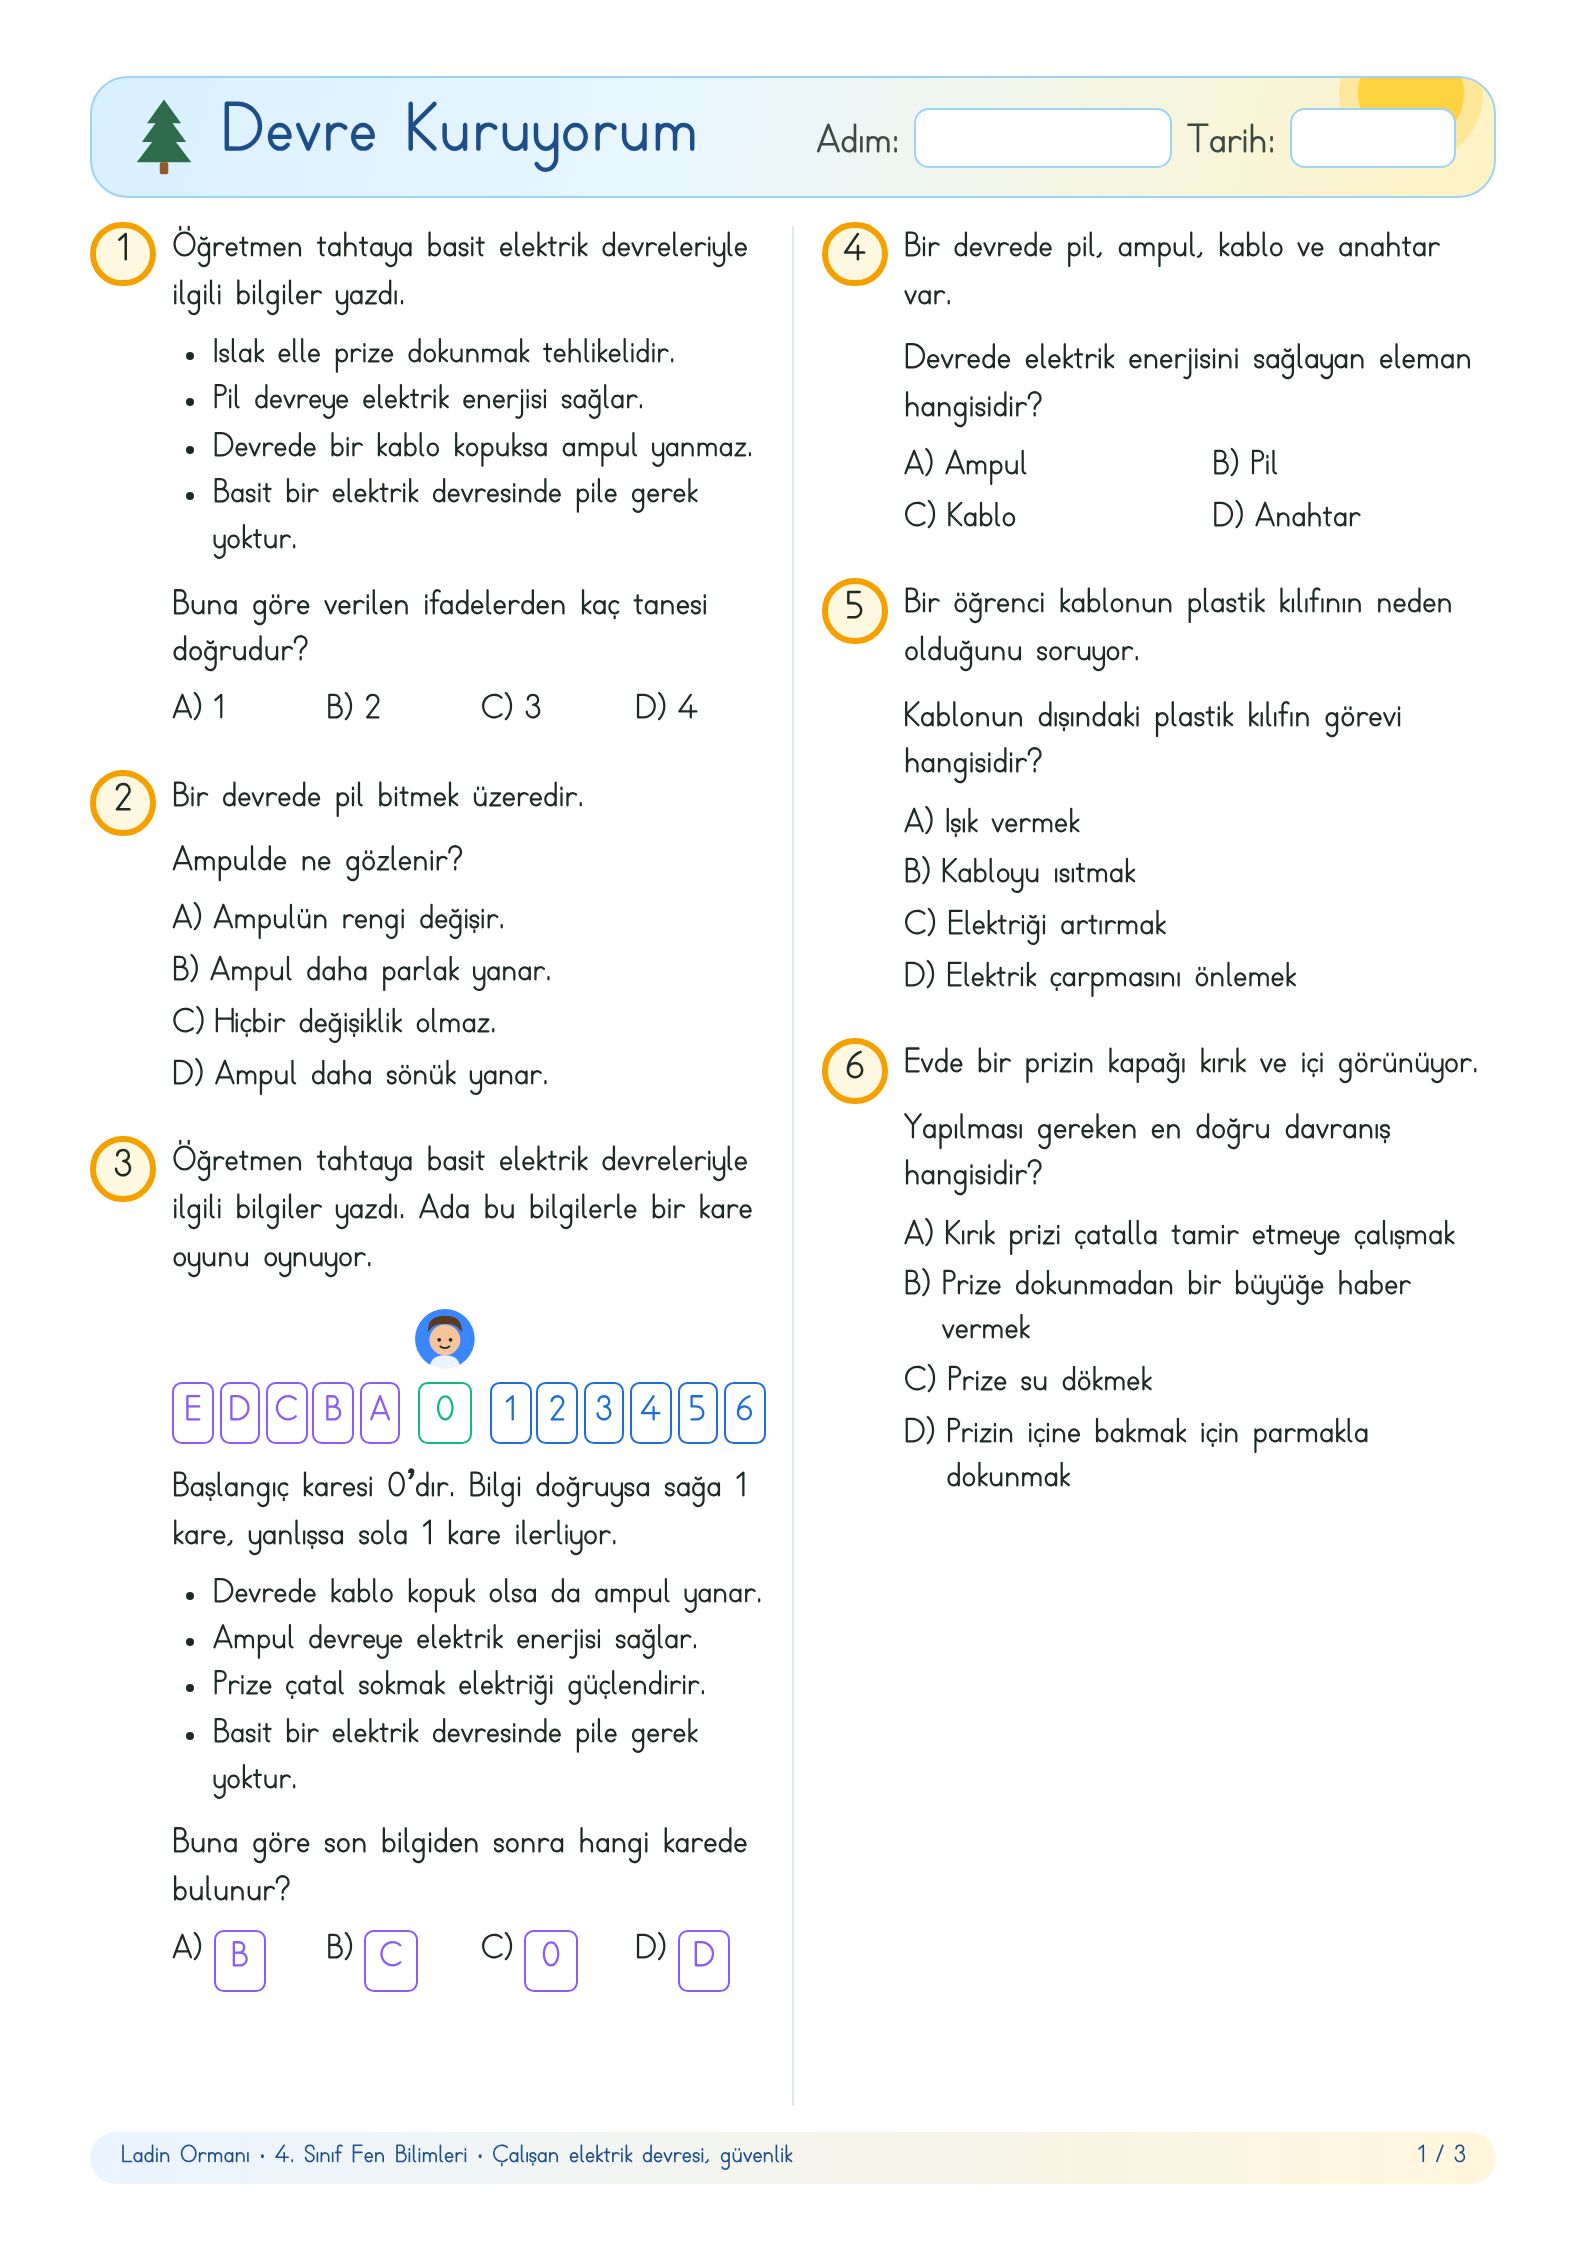 Devre Kuruyorum
Adım:
Tarih:
1
Öğretmen tahtaya basit elektrik devreleriyle
ilgili bilgiler yazdı.
• Islak elle prize dokunmak tehlikelidir.
• Pil devreye elektrik enerjisi sağlar.
• Devrede bir kablo kopuksa ampul yanmaz.
• Basit bir elektrik devresinde pile gerek
yoktur.
Buna göre verilen ifadelerden kaç tanesi
doğrudur?
A) 1 B) 2 C) 3 D) 4
2
Bir devrede pil bitmek üzeredir.
Ampulde ne gözlenir?
A) Ampulün rengi değişir.
B) Ampul daha parlak yanar.
C) Hiçbir değişiklik olmaz.
D) Ampul daha sönük yanar.
3
Öğretmen tahtaya basit elektrik devreleriyle
ilgili bilgiler yazdı. Ada bu bilgilerle bir kare
oyunu oynuyor.
E D C B A 0 1 2 3 4 5 6
Başlangıç karesi 0’dır. Bilgi doğruysa sağa 1
kare, yanlışsa sola 1 kare ilerliyor.
• Devrede kablo kopuk olsa da ampul yanar.
• Ampul devreye elektrik enerjisi sağlar.
• Prize çatal sokmak elektriği güçlendirir.
• Basit bir elektrik devresinde pile gerek
yoktur.
Buna göre son bilgiden sonra hangi karede
bulunur?
A) B B) C C) 0 D) D
4
Bir devrede pil, ampul, kablo ve anahtar
var.
Devrede elektrik enerjisini sağlayan eleman
hangisidir?
A) Ampul B) Pil
C) Kablo D) Anahtar
5
Bir öğrenci kablonun plastik kılıfının neden
olduğunu soruyor.
Kablonun dışındaki plastik kılıfın görevi
hangisidir?
A) Işık vermek
B) Kabloyu ısıtmak
C) Elektriği artırmak
D) Elektrik çarpmasını önlemek
6
Evde bir prizin kapağı kırık ve içi görünüyor.
Yapılması gereken en doğru davranış
hangisidir?
A) Kırık prizi çatalla tamir etmeye çalışmak
B) Prize dokunmadan bir büyüğe haber
vermek
C) Prize su dökmek
D) Prizin içine bakmak için parmakla
dokunmak
Ladin Ormanı • 4. Sınıf Fen Bilimleri • Çalışan elektrik devresi, güvenlik
1 / 3